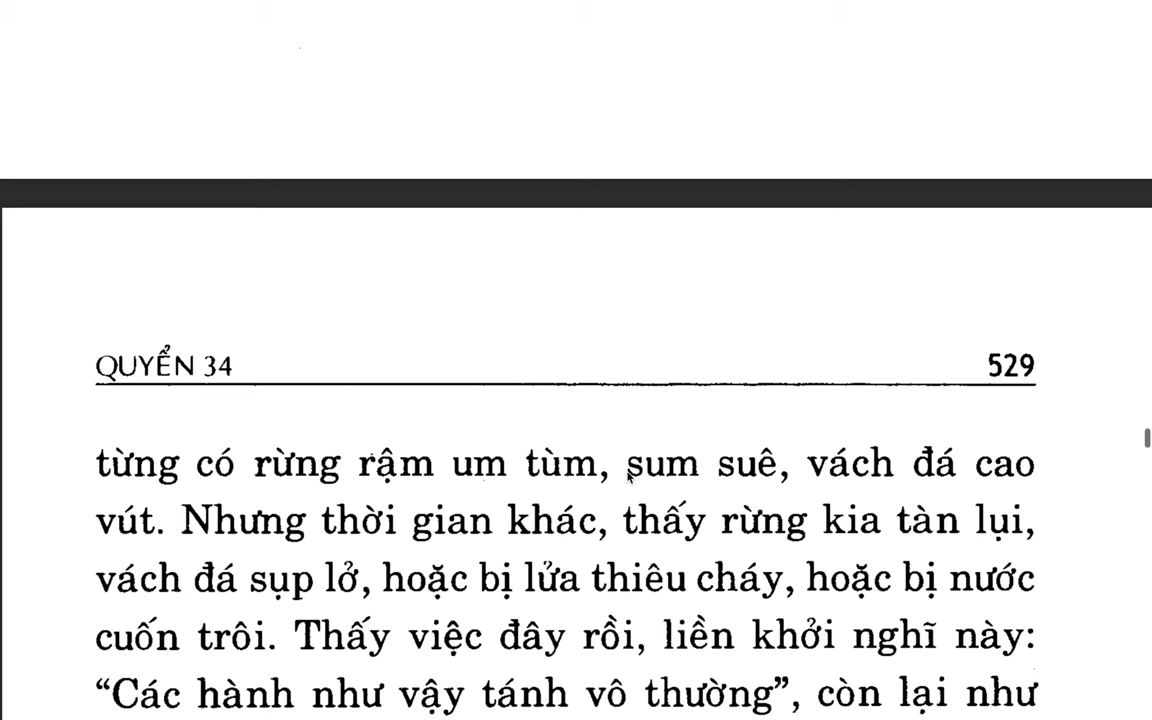 QUYỂN 34
529
từng có rừng rậm um tùm, sum suê, vách đá cao
vút. Nhưng thời gian khác, thấy rừng kia tàn lụi,
vách đá sụp lở, hoặc bị lửa thiêu cháy, hoặc bị nước
cuốn trôi. Thấy việc đây rồi, liền khởi nghĩ này:
“Các hành như vậy tánh vô thường”, còn lại như